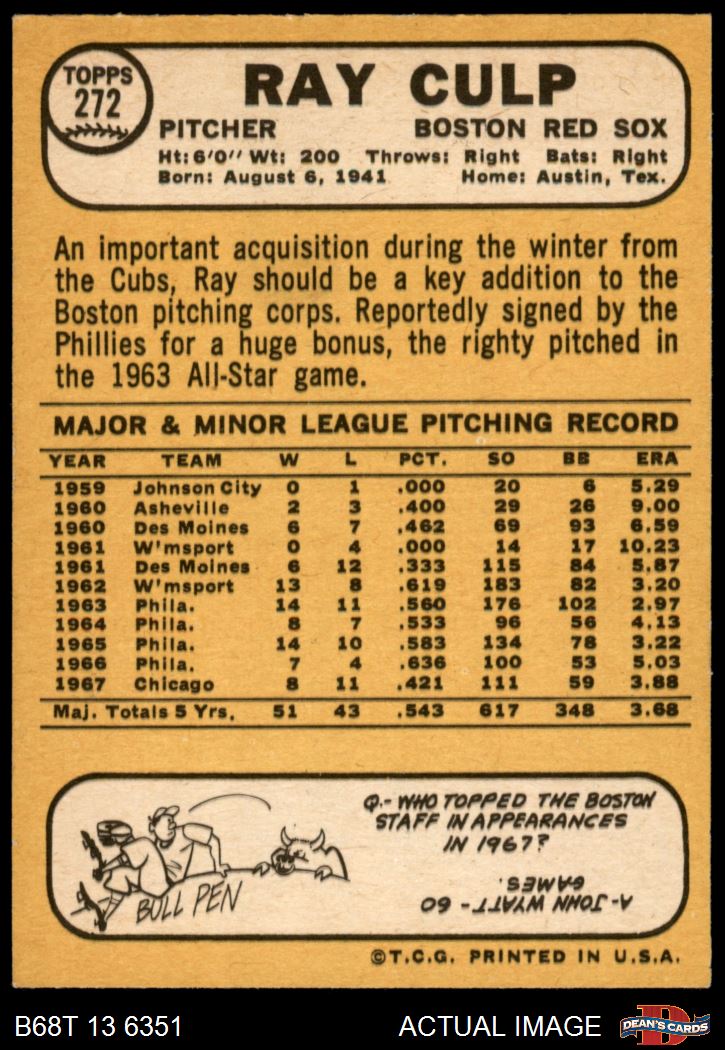 TOPPS
272
RAY CULP
PITCHER BOSTON RED SOX
Ht: 6'0" Wt: 200 Throws: Right Bats: Right
Born: August 6, 1941 Home: Austin, Tex.
An important acquisition during the winter from
the Cubs, Ray should be a key addition to the
Boston pitching corps. Reportedly signed by the
Phillies for a huge bonus, the righty pitched in
the 1963 All-Star game.
MAJOR & MINOR LEAGUE PITCHING RECORD
YEAR TEAM W L PCT. SO BB ERA
1959 Johnson City 0 1 .000 20 6 5.29
1960 Asheville 2 3 .400 29 26 9.00
1960 Des Moines 6 7 .462 69 93 6.59
1961 W'msport 0 4 .000 14 17 10.23
1961 Des Moines 6 12 .333 115 84 5.87
1962 W'msport 13 8 .619 183 82 3.20
1963 Phila. 14 11 .560 176 102 2.97
1964 Phila. 8 7 .533 96 56 4.13
1965 Phila. 14 10 .583 134 78 3.22
1966 Phila. 7 4 .636 100 53 5.03
1967 Chicago 8 11 .421 111 59 3.88
Maj. Totals 5 Yrs. 51 43 .543 617 348 3.68
Q.- WHO TOPPED THE BOSTON
STAFF IN APPEARANCES
IN 1967?
A- JOHN WYATT - 60
GAMES.
BULL PEN
©T.C.G. PRINTED IN U.S.A.
B68T 13 6351 ACTUAL IMAGE
D
DEAN'S CARDS